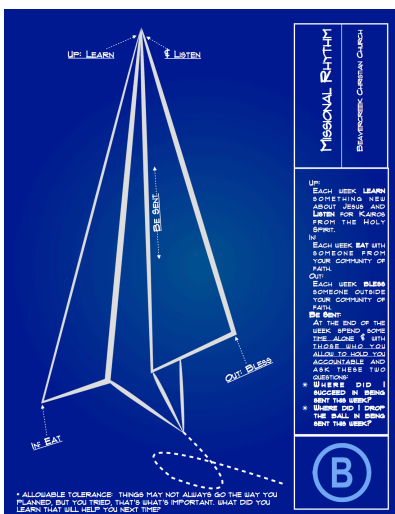 Up: Learn
& Listen
Be Sent
Out: Bless
In: Eat
• Allowable tolerance: Things may not always go the way you
planned, but you tried, that's what's important. What did you
learn that will help you next time?
Missional Rhythm
Beavercreek Christian Church
Up:
Each week LEARN
something new
about Jesus and
Listen for Kairos
from the Holy
Spirit.
In:
Each week EAT with
someone from
your community of
faith.
Out:
Each week BLESS
someone outside
your community of
faith.
Be Sent:
At the end of the
week spend some
time alone & with
those who you
allow to hold you
accountable and
ask these two
questions:
* Where did I
succeed in being
sent this week?
* Where did I drop
the ball in being
sent this week?
B